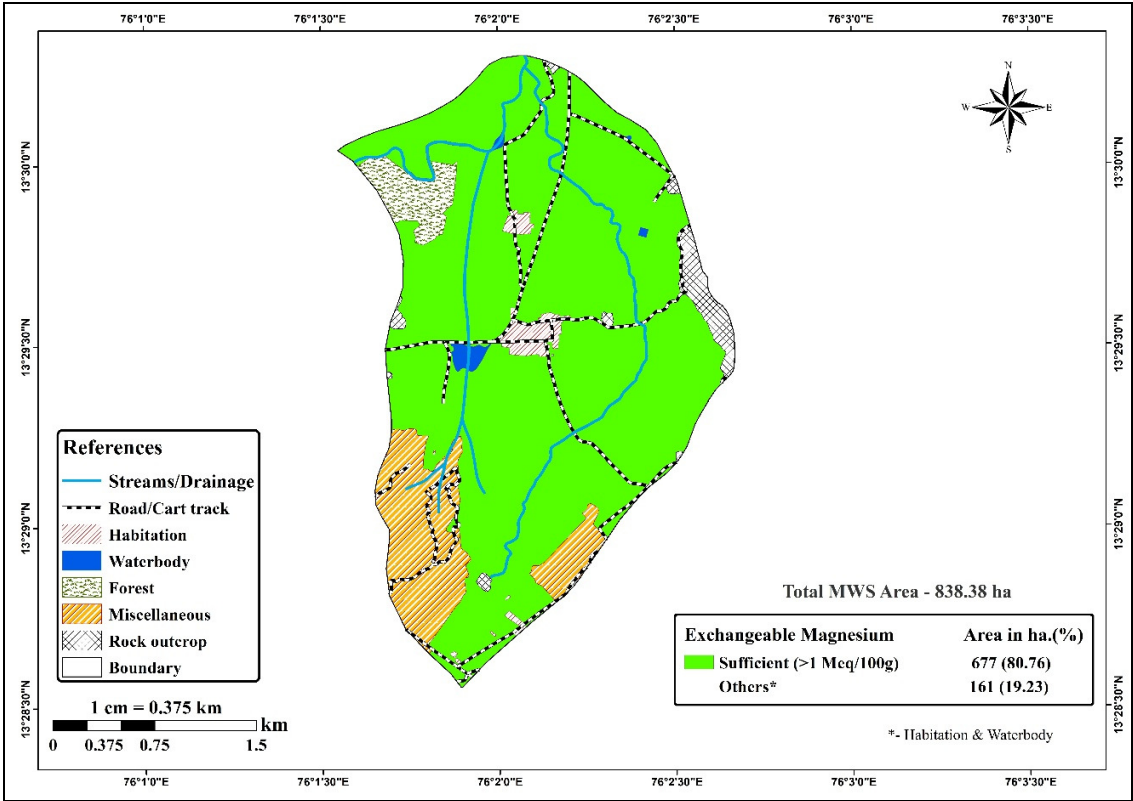 76°1'0"E 76°1'30"E 76°2'0"E 76°2'30"E 76°3'0"E 76°3'30"E
N
W E
S
13°30'0"N 13°30'0"N
13°29'30"N 13°29'30"N
13°29'0"N 13°29'0"N
13°28'30"N 13°28'30"N
References
Streams/Drainage
Road/Cart track
Habitation
Waterbody
Forest
Miscellaneous
Rock outcrop
Boundary
1 cm = 0.375 km
km
0 0.375 0.75 1.5
Total MWS Area - 838.38 ha
Exchangeable Magnesium Area in ha.(%)
Sufficient (>1 Meq/100g) 677 (80.76)
Others* 161 (19.23)
*- Habitation & Waterbody
76°1'0"E 76°1'30"E 76°2'0"E 76°2'30"E 76°3'0"E 76°3'30"E